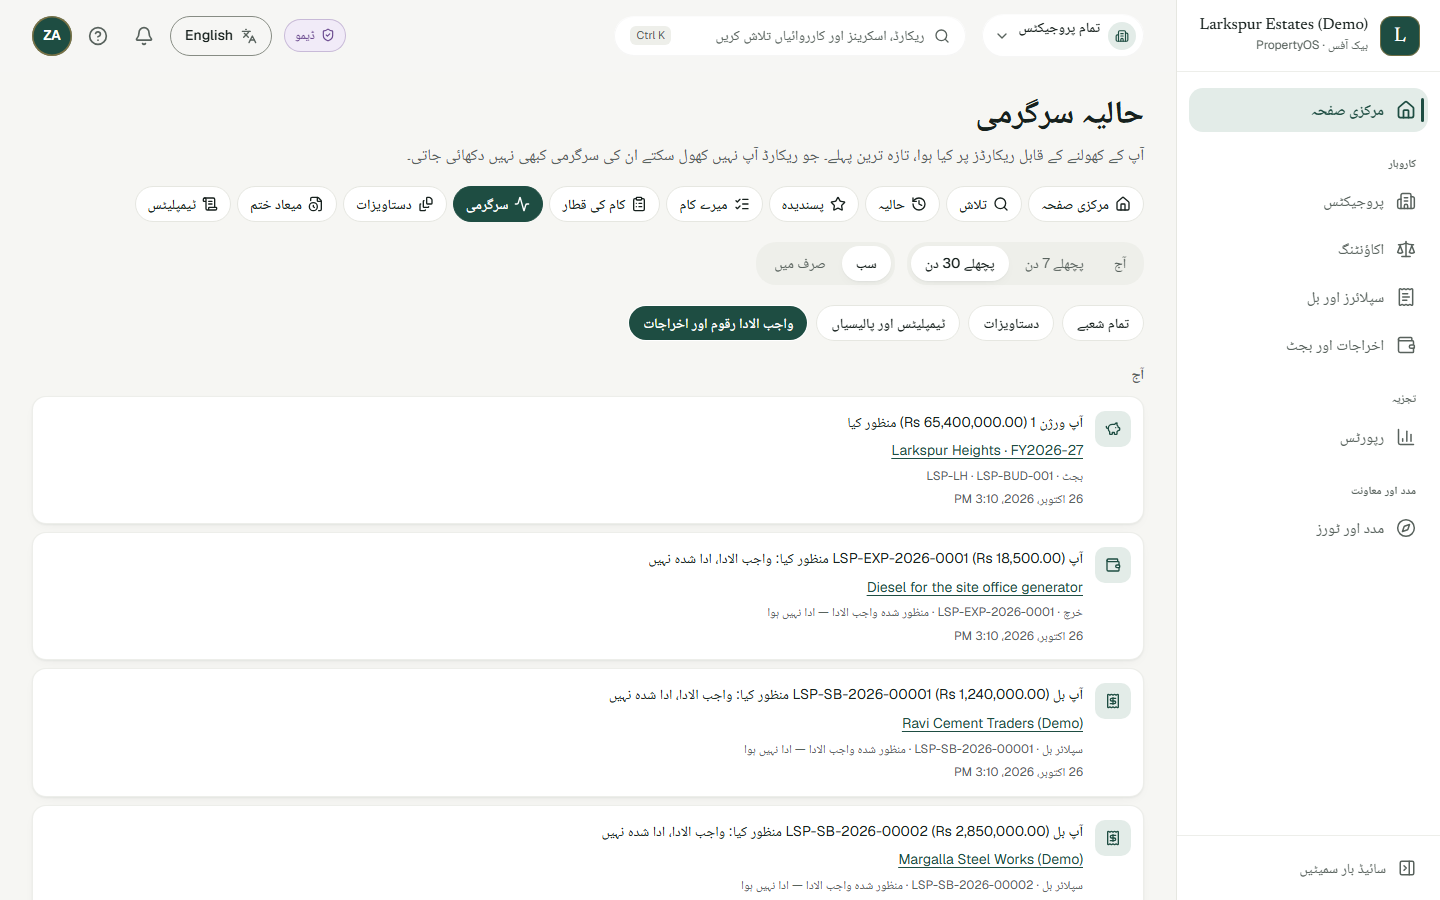 Larkspur Estates (Demo)
PropertyOS · بیک آفس
L
تمام پروجیکٹس
ریکارڈ، اسکرینز اور کارروائیاں تلاش کریں
Ctrl K
ڈیمو
English
ZA
مرکزی صفحہ
کاروبار
پروجیکٹس
اکاؤنٹنگ
سپلائرز اور بل
اخراجات اور بجٹ
تجزیہ
رپورٹس
مدد اور معاونت
مدد اور ٹورز
سائیڈ بار سمیٹیں
حالیہ سرگرمی
آپ کے کھولنے کے قابل ریکارڈز پر کیا ہوا، تازہ ترین پہلے۔ جو ریکارڈ آپ نہیں کھول سکتے ان کی سرگرمی کبھی نہیں دکھائی جاتی۔
مرکزی صفحہ
تلاش
حالیہ
پسندیدہ
میرے کام
کام کی قطار
سرگرمی
دستاویزات
میعاد ختم
ٹیمپلیٹس
آج
پچھلے 7 دن
پچھلے 30 دن
سب
صرف میں
تمام شعبے
دستاویزات
ٹیمپلیٹس اور پالیسیاں
واجب الادا رقوم اور اخراجات
آج
آپ ورژن 1 (Rs 65,400,000.00) منظور کیا
Larkspur Heights · FY2026-27
بجٹ · LSP-LH · LSP-BUD-001
26 اکتوبر، 2026، 3:10 PM
آپ LSP-EXP-2026-0001 (Rs 18,500.00) منظور کیا: واجب الادا، ادا شدہ نہیں
Diesel for the site office generator
خرچ · LSP-EXP-2026-0001 · منظور شدہ واجب الادا — ادا نہیں ہوا
26 اکتوبر، 2026، 3:10 PM
آپ بل LSP-SB-2026-00001 (Rs 1,240,000.00) منظور کیا: واجب الادا، ادا شدہ نہیں
Ravi Cement Traders (Demo)
سپلائر بل · LSP-SB-2026-00001 · منظور شدہ واجب الادا — ادا نہیں ہوا
26 اکتوبر، 2026، 3:10 PM
آپ بل LSP-SB-2026-00002 (Rs 2,850,000.00) منظور کیا: واجب الادا، ادا شدہ نہیں
Margalla Steel Works (Demo)
سپلائر بل · LSP-SB-2026-00002 · منظور شدہ واجب الادا — ادا نہیں ہوا